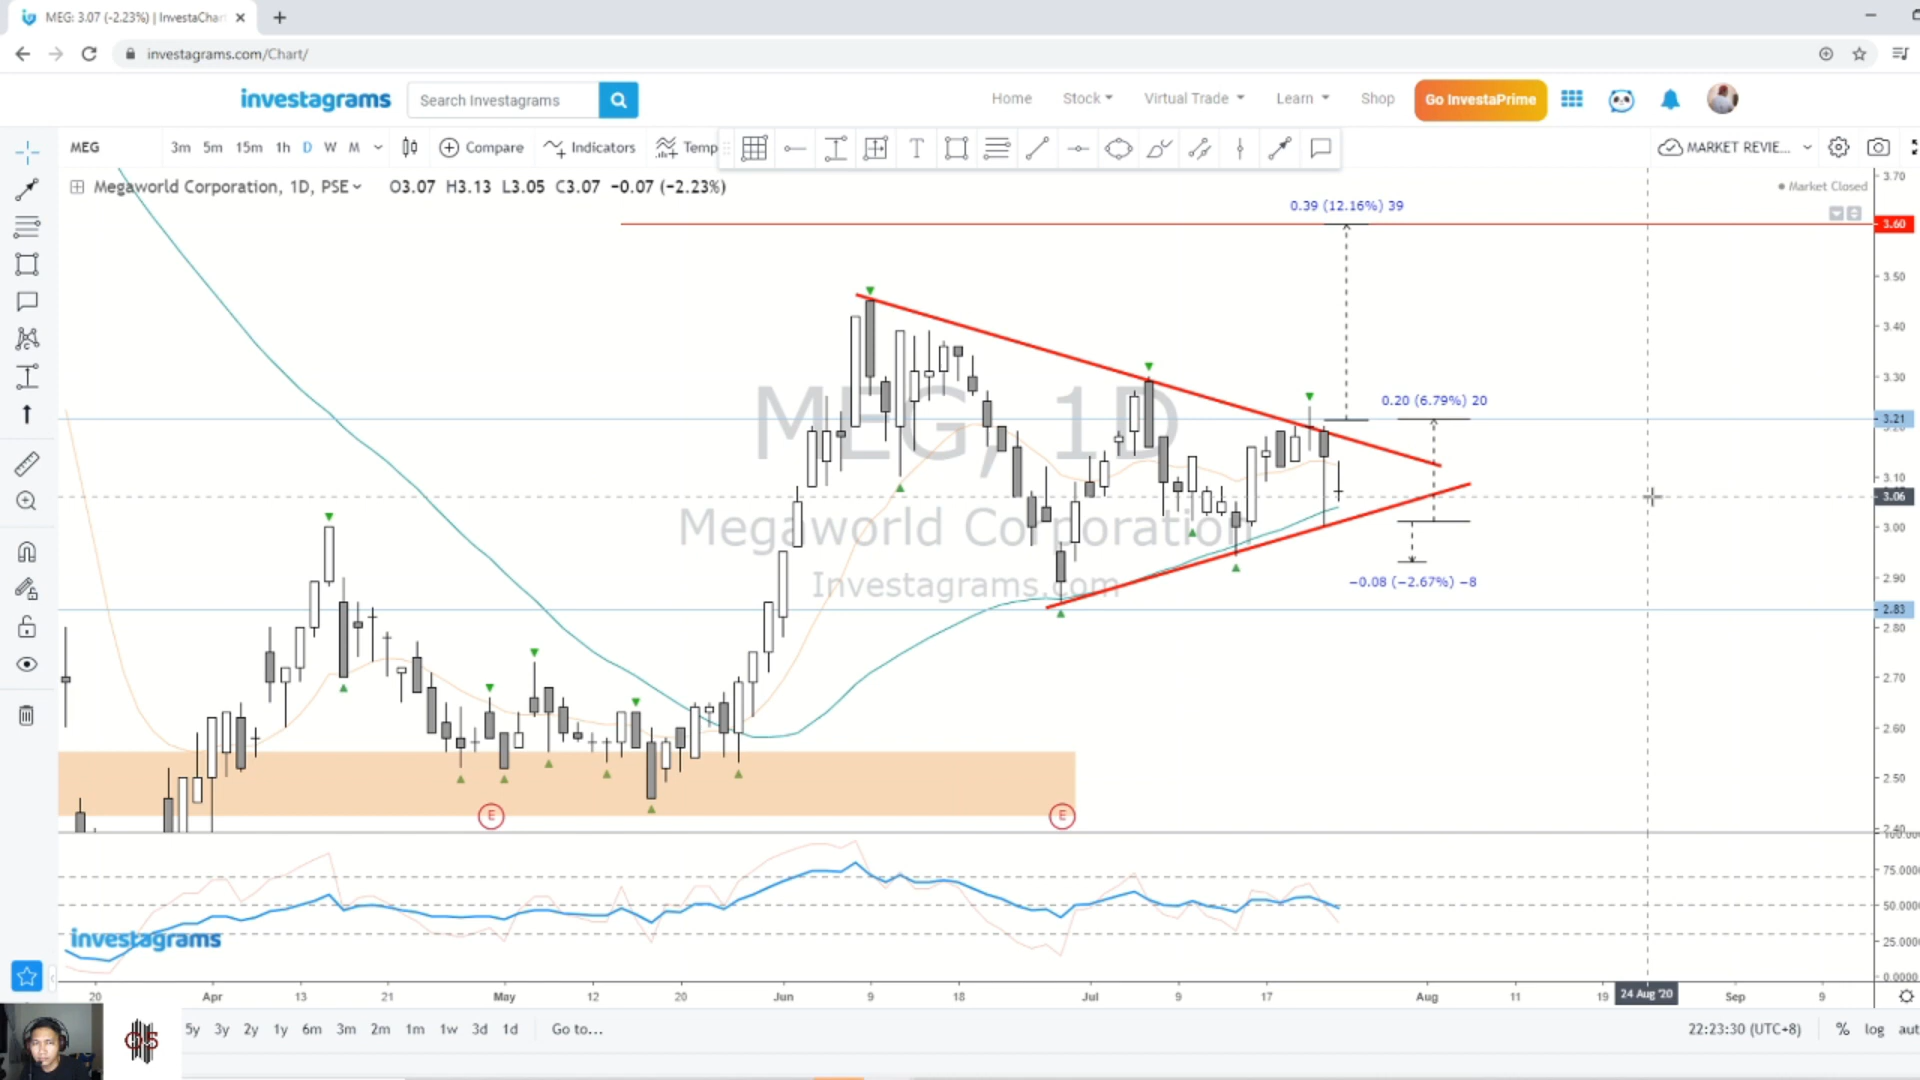 MEG: 3.07 (-2.23%) | InvestaChar
investagrams.com/Chart/
investagrams
Search Investagrams
Home
Stock
Virtual Trade
Learn
Shop
Go InvestaPrime
MEG
3m 5m 15m 1h D W M
Compare
Indicators
Temp
MARKET REVIE...
Megaworld Corporation, 1D, PSE O3.07 H3.13 L3.05 C3.07 −0.07 (−2.23%)
Market Closed
3.70
0.39 (12.16%) 39
3.60
3.50
3.40
3.30
0.20 (6.79%) 20
3.21
3.10
3.06
3.00
MEG, 1D
Megaworld Corporation
Investagrams.com
−0.08 (−2.67%) −8
2.90
2.83
2.80
2.70
2.60
2.50
2.40
E
E
75.0000
50.0000
25.0000
0.0000
investagrams
20 Apr 13 21 May 12 20 Jun 9 18 Jul 9 17 Aug 11 19 24 Aug '20 Sep 9
5y 3y 2y 1y 6m 3m 2m 1m 1w 3d 1d Go to...
22:23:30 (UTC+8) % log aut